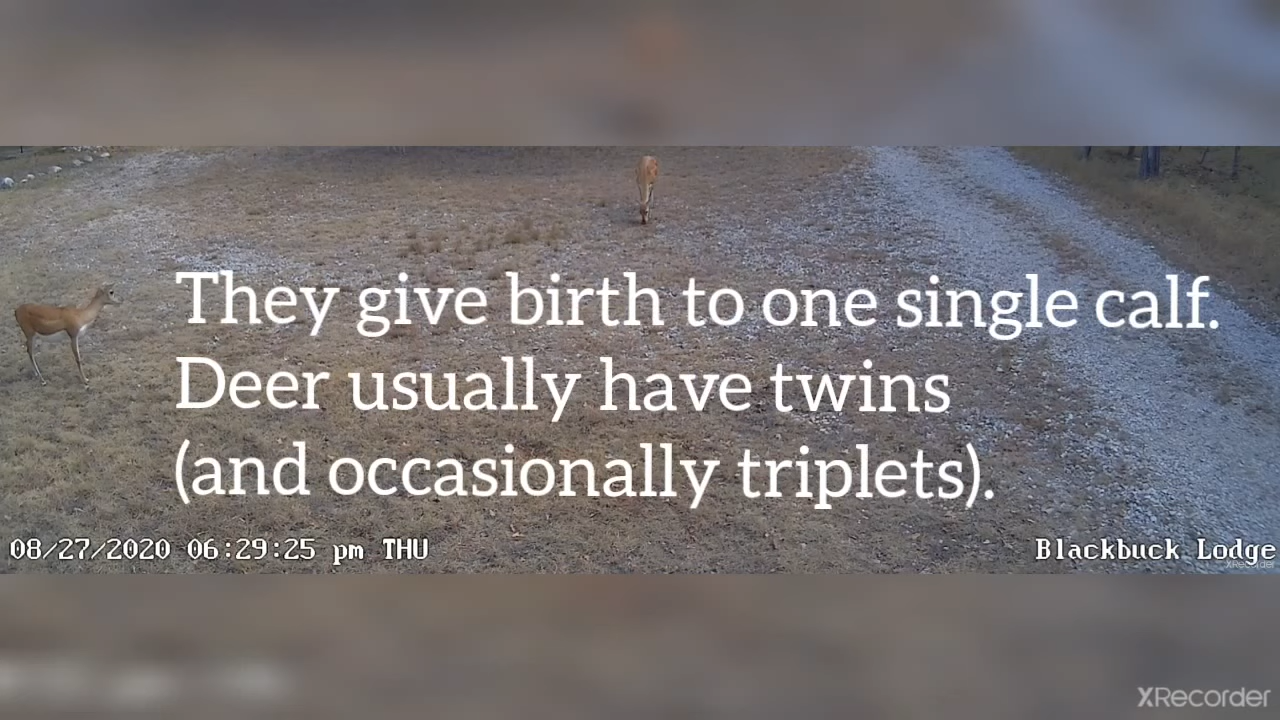 They give birth to one single calf.
Deer usually have twins
(and occasionally triplets).
08/27/2020 06:29:25 pm THU
Blackbuck Lodge
XRecorder
XRecorder